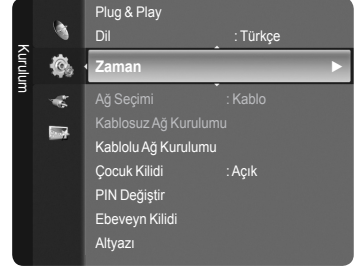 Kurulum
Plug & Play
Dil : Türkçe
Zaman
Ağ Seçimi : Kablo
Kablosuz Ağ Kurulumu
Kablolu Ağ Kurulumu
Çocuk Kilidi : Açık
PIN Değiştir
Ebeveyn Kilidi
Altyazı